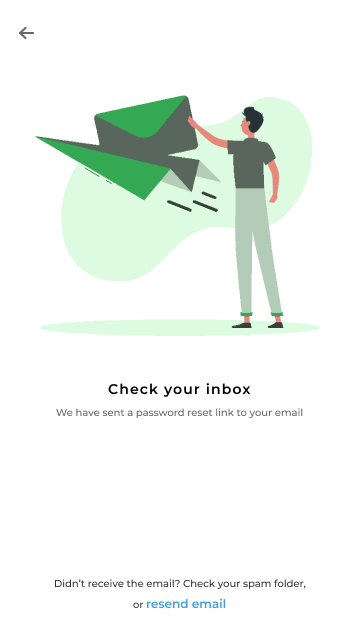 Check your inbox
We have sent a password reset link to your email
Didn’t receive the email? Check your spam folder,
or resend email